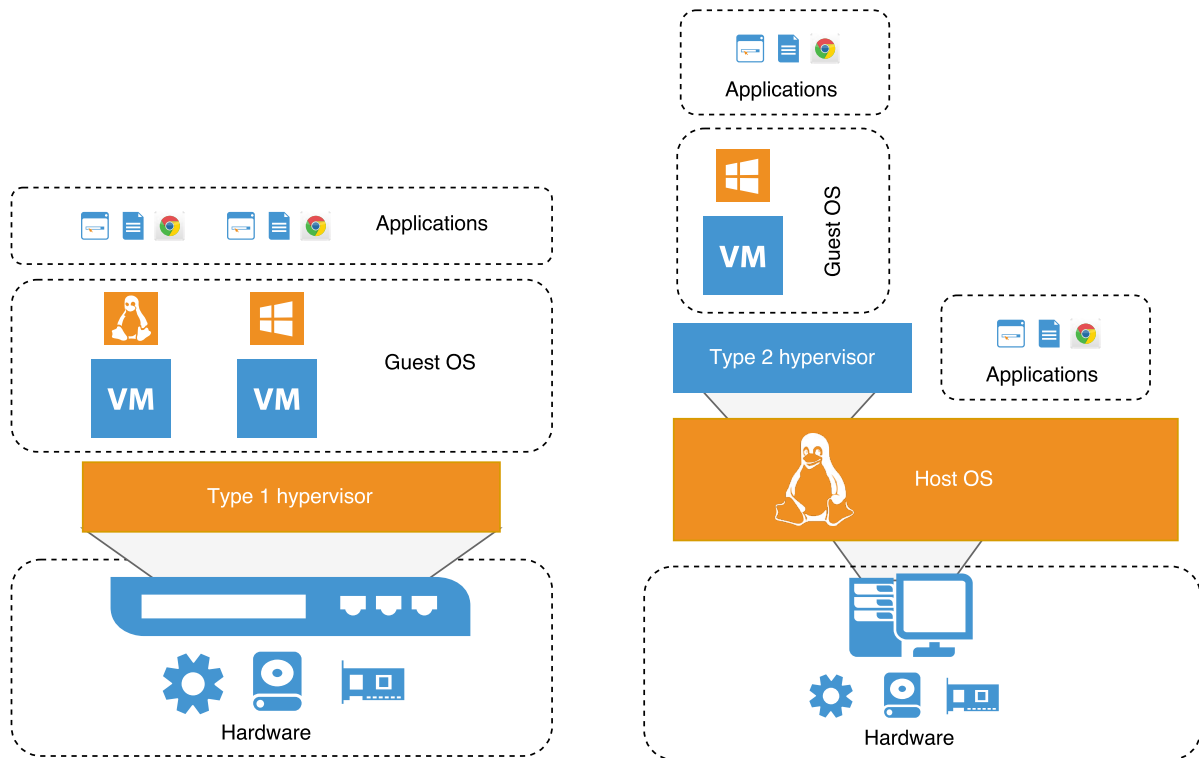 Applications
VM
VM
Guest OS
Type 1 hypervisor
Hardware
Applications
VM
Guest OS
Type 2 hypervisor
Applications
Host OS
Hardware